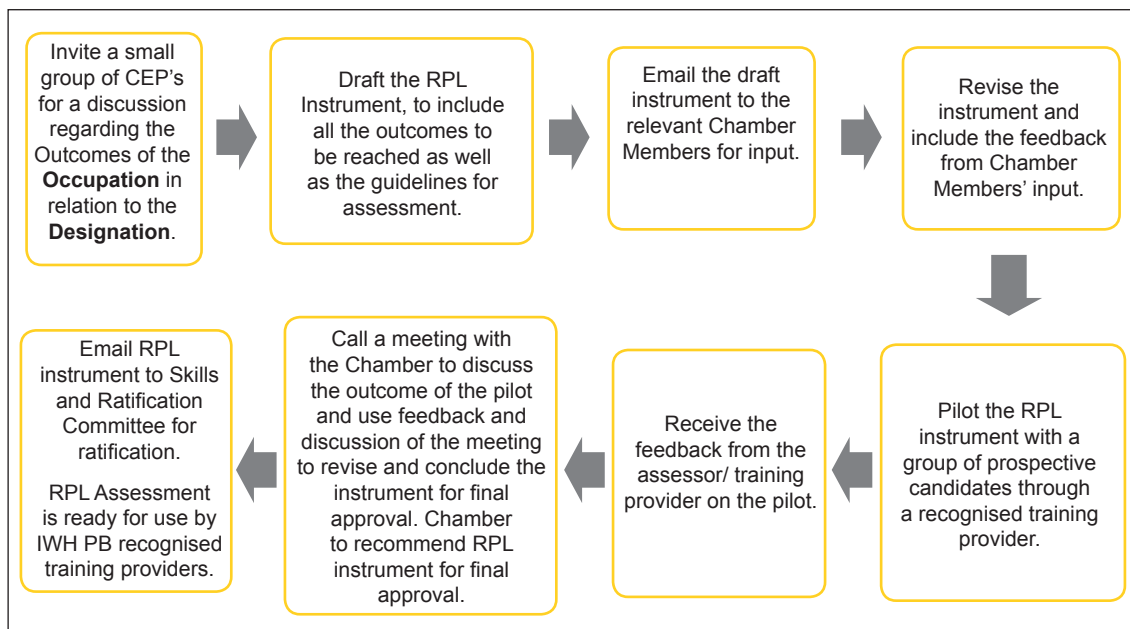 Invite a small
group of CEP's
for a discussion
regarding the
Outcomes of the
Occupation in
relation to the
Designation.
Draft the RPL
Instrument, to include
all the outcomes to
be reached as well
as the guidelines for
assessment.
Email the draft
instrument to the
relevant Chamber
Members for input.
Revise the
instrument and
include the feedback
from Chamber
Members' input.
Pilot the RPL
instrument with a
group of prospective
candidates through
a recognised training
provider.
Receive the
feedback from the
assessor/ training
provider on the pilot.
Call a meeting with
the Chamber to discuss
the outcome of the pilot
and use feedback and
discussion of the meeting
to revise and conclude the
instrument for final
approval. Chamber
to recommend RPL
instrument for final
approval.
Email RPL
instrument to Skills
and Ratification
Committee for
ratification.
RPL Assessment
is ready for use by
IWH PB recognised
training providers.